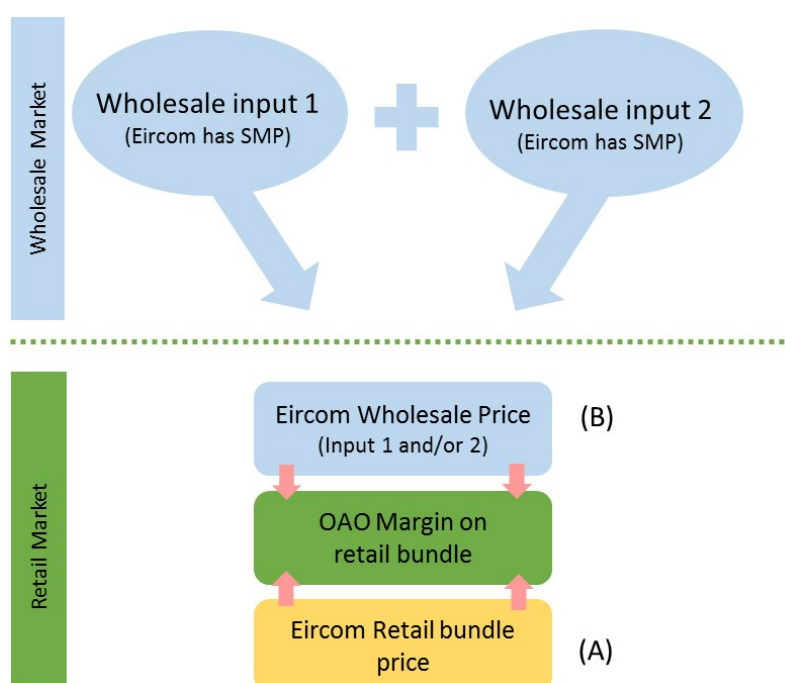 Wholesale Market
Wholesale input 1
(Eircom has SMP)
Wholesale input 2
(Eircom has SMP)
Retail Market
Eircom Wholesale Price
(Input 1 and/or 2)
(B)
OAO Margin on
retail bundle
Eircom Retail bundle
price
(A)